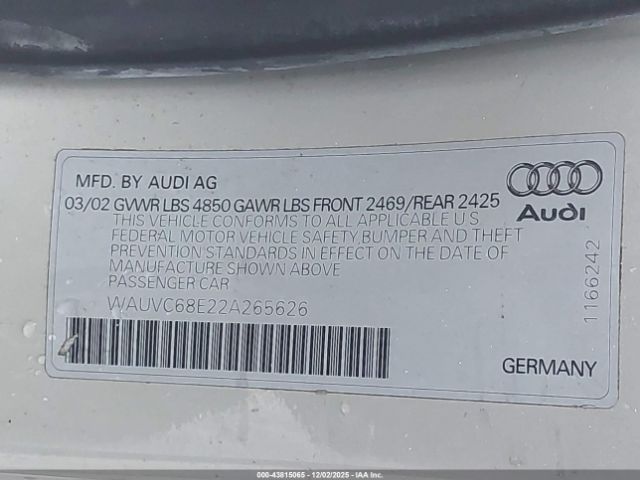 MFD. BY AUDI AG
03/02 GVWR LBS 4850 GAWR LBS FRONT 2469/REAR 2425
THIS VEHICLE CONFORMS TO ALL APPLICABLE U S
FEDERAL MOTOR VEHICLE SAFETY,BUMPER AND THEFT
PREVENTION STANDARDS IN EFFECT ON THE DATE OF
MANUFACTURE SHOWN ABOVE
PASSENGER CAR
WAUVC68E22A265626
Audi
1166242
GERMANY
000-43815065 - 12/02/2025 - IAA Inc.